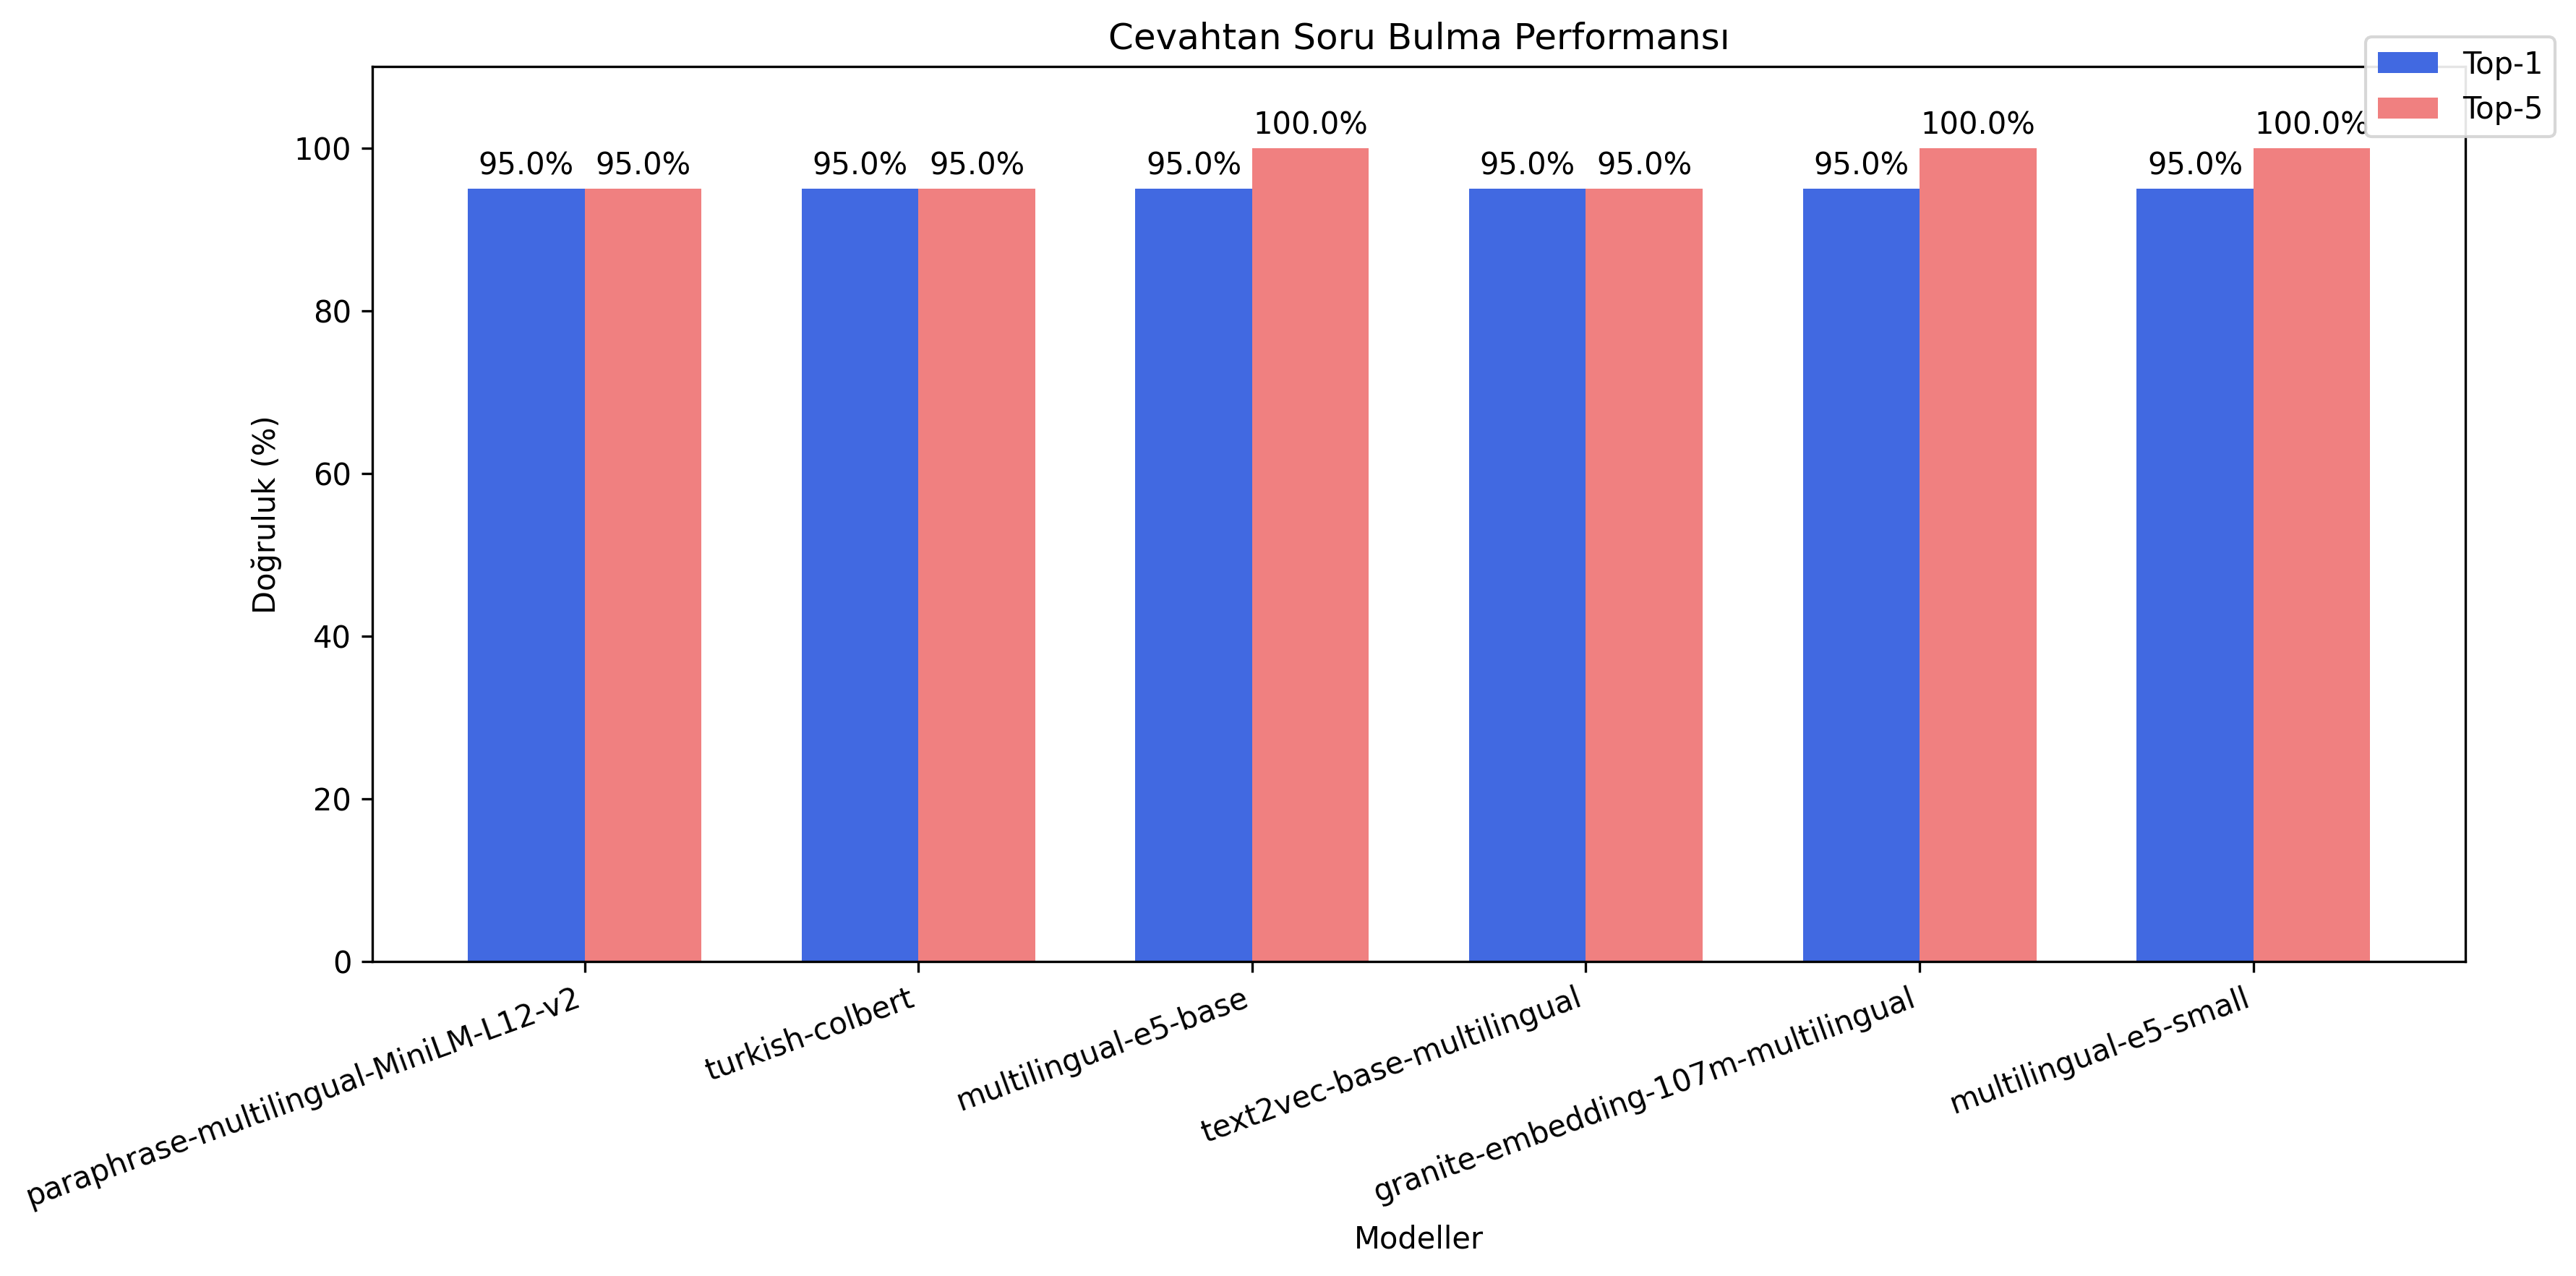 Cevahtan Soru Bulma Performansı
Top-1
Top-5
Doğruluk (%)
100
80
60
40
20
0
95.0% 95.0% 95.0% 95.0% 95.0% 100.0% 95.0% 95.0% 95.0% 100.0% 95.0% 100.0%
paraphrase-multilingual-MiniLM-L12-v2
turkish-colbert
multilingual-e5-base
text2vec-base-multilingual
granite-embedding-107m-multilingual
multilingual-e5-small
Modeller